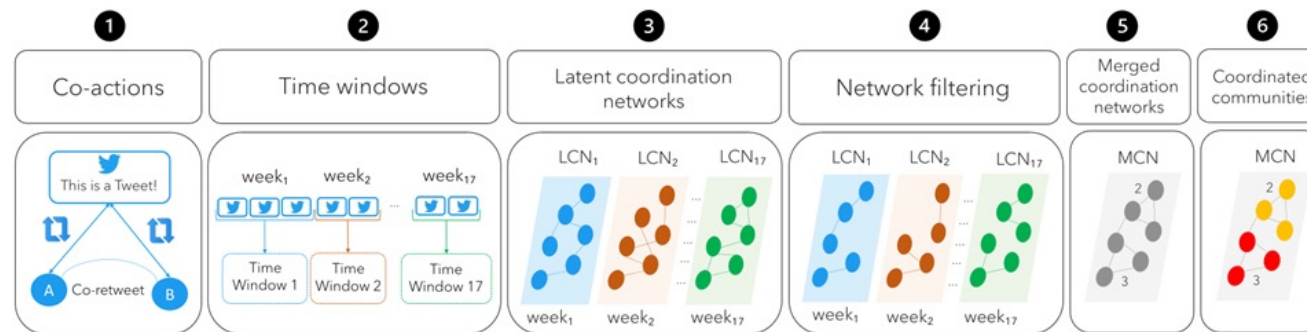 1
Co-actions
This is a Tweet!
A
Co-retweet
B
2
Time windows
week₁
week₂
...
week₁₇
Time
Window 1
Time
Window 2
Time
Window 17
3
Latent coordination
networks
LCN₁
LCN₂
LCN₁₇
...
...
...
...
week₁
week₂
week₁₇
4
Network filtering
LCN₁
LCN₂
LCN₁₇
...
...
...
...
week₁
week₂
week₁₇
5
Merged
coordination
networks
MCN
2
3
6
Coordinated
communities
MCN
2
3